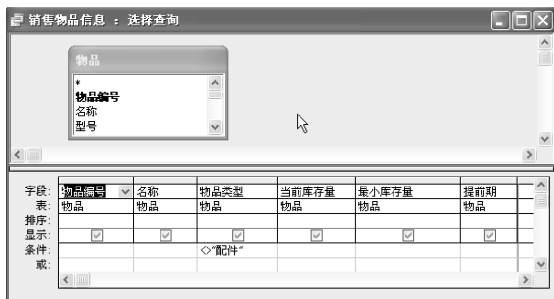 销售物品信息 : 选择查询
物品
*
物品编号
名称
型号
字段: 物品编号 名称 物品类型 当前库存量 最小库存量 提前期
表: 物品 物品 物品 物品 物品 物品
排序:
显示:
条件: <>"配件"
或: